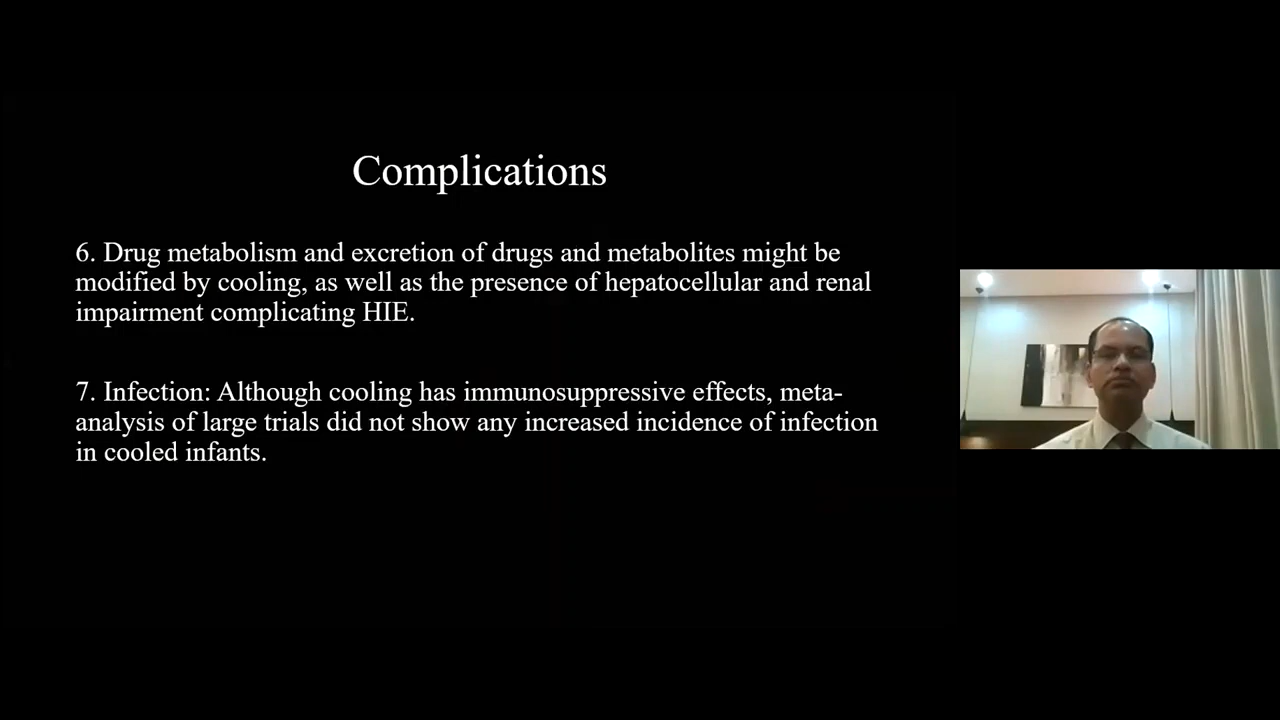 Complications
6. Drug metabolism and excretion of drugs and metabolites might be
modified by cooling, as well as the presence of hepatocellular and renal
impairment complicating HIE.
7. Infection: Although cooling has immunosuppressive effects, meta-
analysis of large trials did not show any increased incidence of infection
in cooled infants.